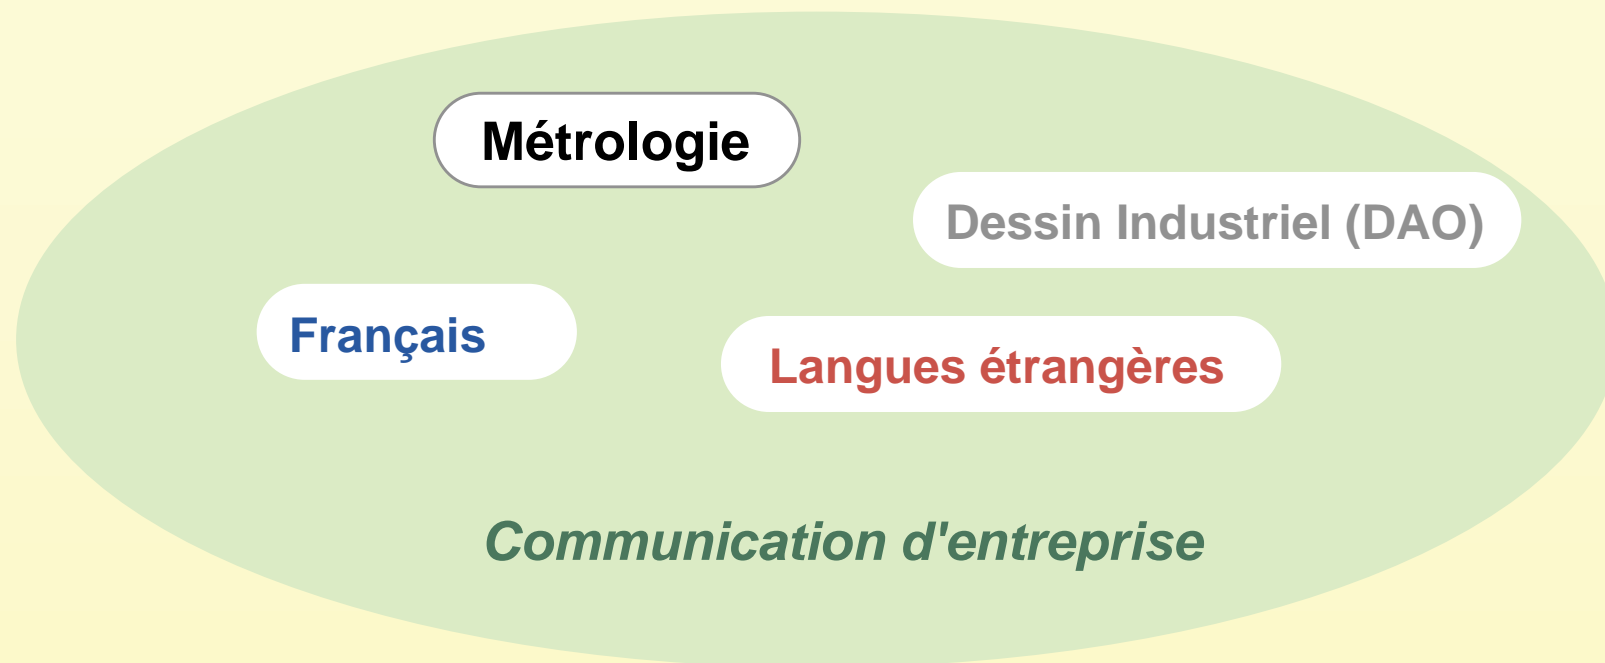 Métrologie
Dessin Industriel (DAO)
Français
Langues étrangères
Communication d'entreprise